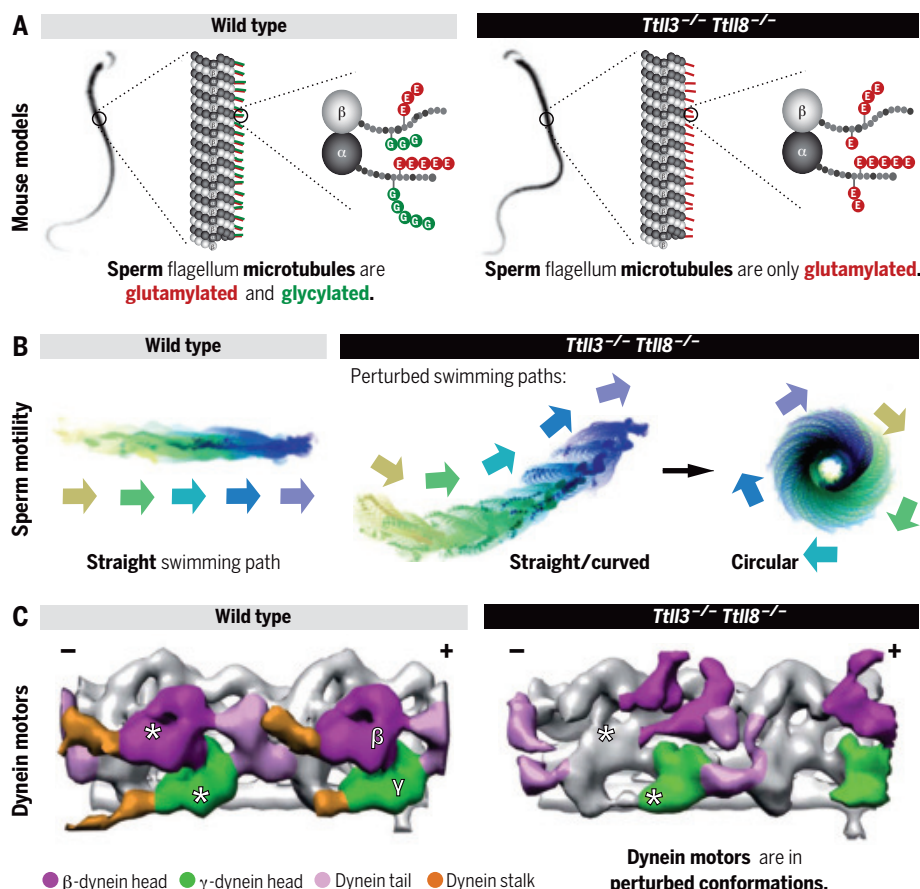 A
Wild type
Ttll3−/− Ttll8−/−
Mouse models
β
α
E
E
E
G
G
G
E
E
E
E
E
G
G
G
G
G
β
α
E
E
E
E
E
E
E
E
E
E
E
Sperm flagellum microtubules are
glutamylated and glycylated.
Sperm flagellum microtubules are only glutamylated.
B
Wild type
Ttll3−/− Ttll8−/−
Sperm motility
Perturbed swimming paths:
Straight swimming path
Straight/curved
Circular
C
Wild type
Ttll3−/− Ttll8−/−
Dynein motors
− +
*
β
*
γ
− +
*
*
β-dynein head γ-dynein head Dynein tail Dynein stalk
Dynein motors are in
perturbed conformations.